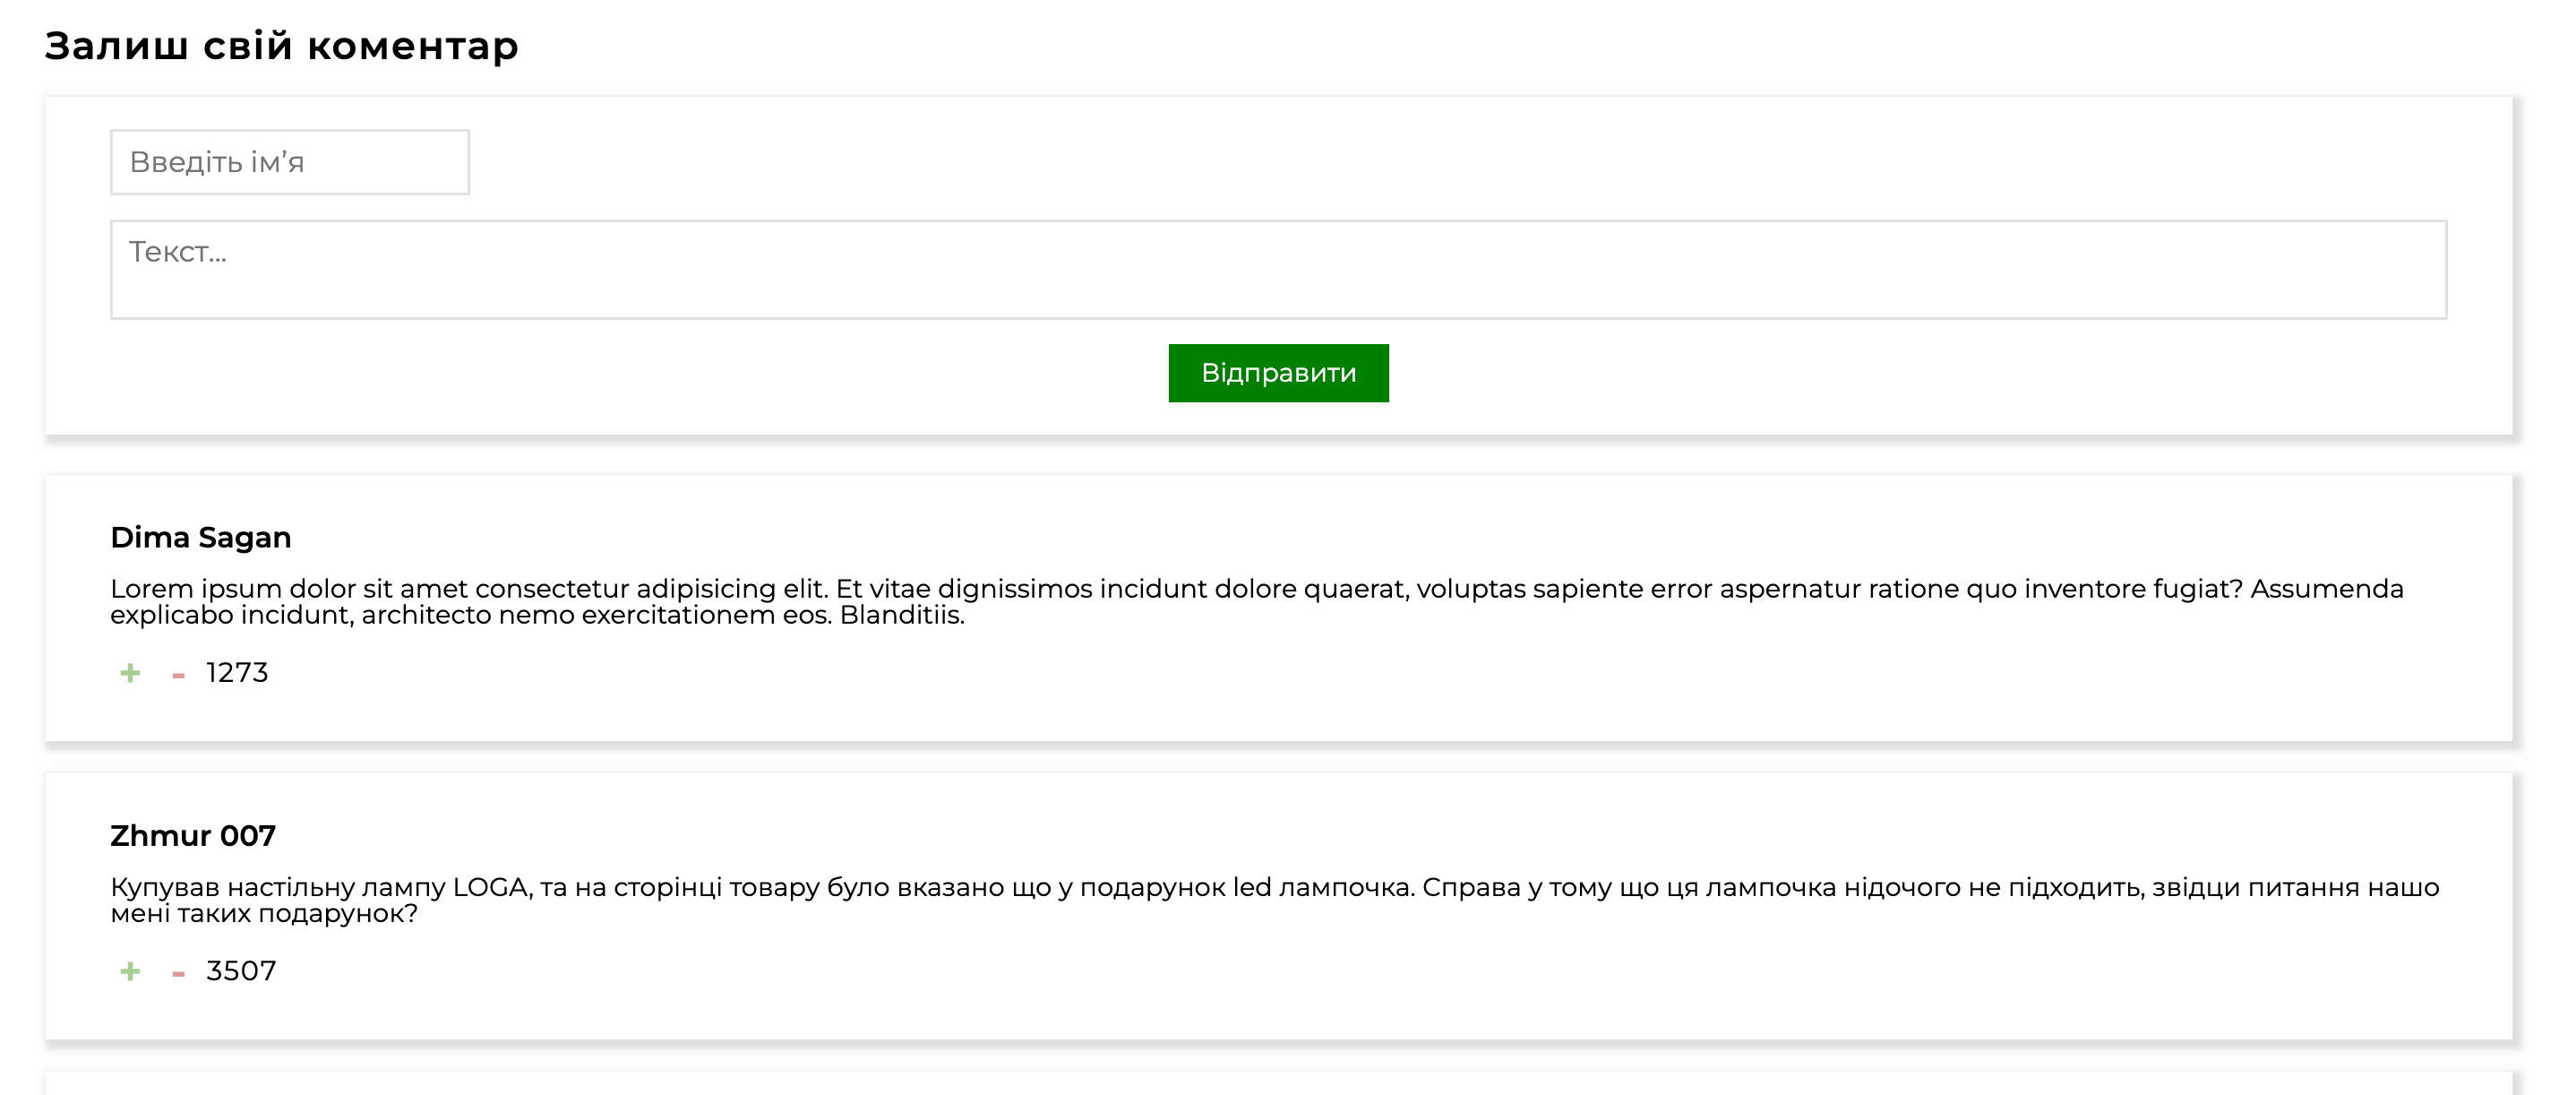 Залиш свій коментар
Введіть ім’я
Текст...
Відправити
Dima Sagan
Lorem ipsum dolor sit amet consectetur adipisicing elit. Et vitae dignissimos incidunt dolore quaerat, voluptas sapiente error aspernatur ratione quo inventore fugiat? Assumenda
explicabo incidunt, architecto nemo exercitationem eos. Blanditiis.
+ - 1273
Zhmur 007
Купував настільну лампу LOGA, та на сторінці товару було вказано що у подарунок led лампочка. Справа у тому що ця лампочка нідочого не підходить, звідци питання нашо
мені таких подарунок?
+ - 3507